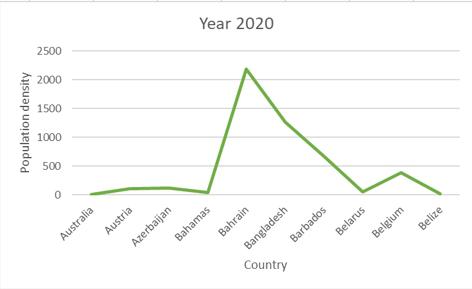 Year 2020
Population density
2500
2000
1500
1000
500
0
Australia
Austria
Azerbaijan
Bahamas
Bahrain
Bangladesh
Barbados
Belarus
Belgium
Belize
Country